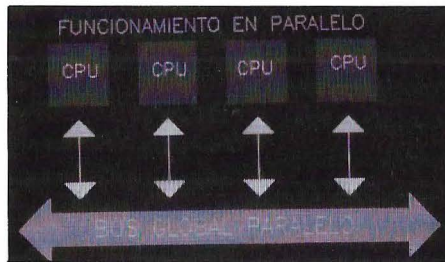 FUNCIONAMIENTO EN PARALELO
CPU CPU CPU CPU
BUS GLOBAL PARALELO